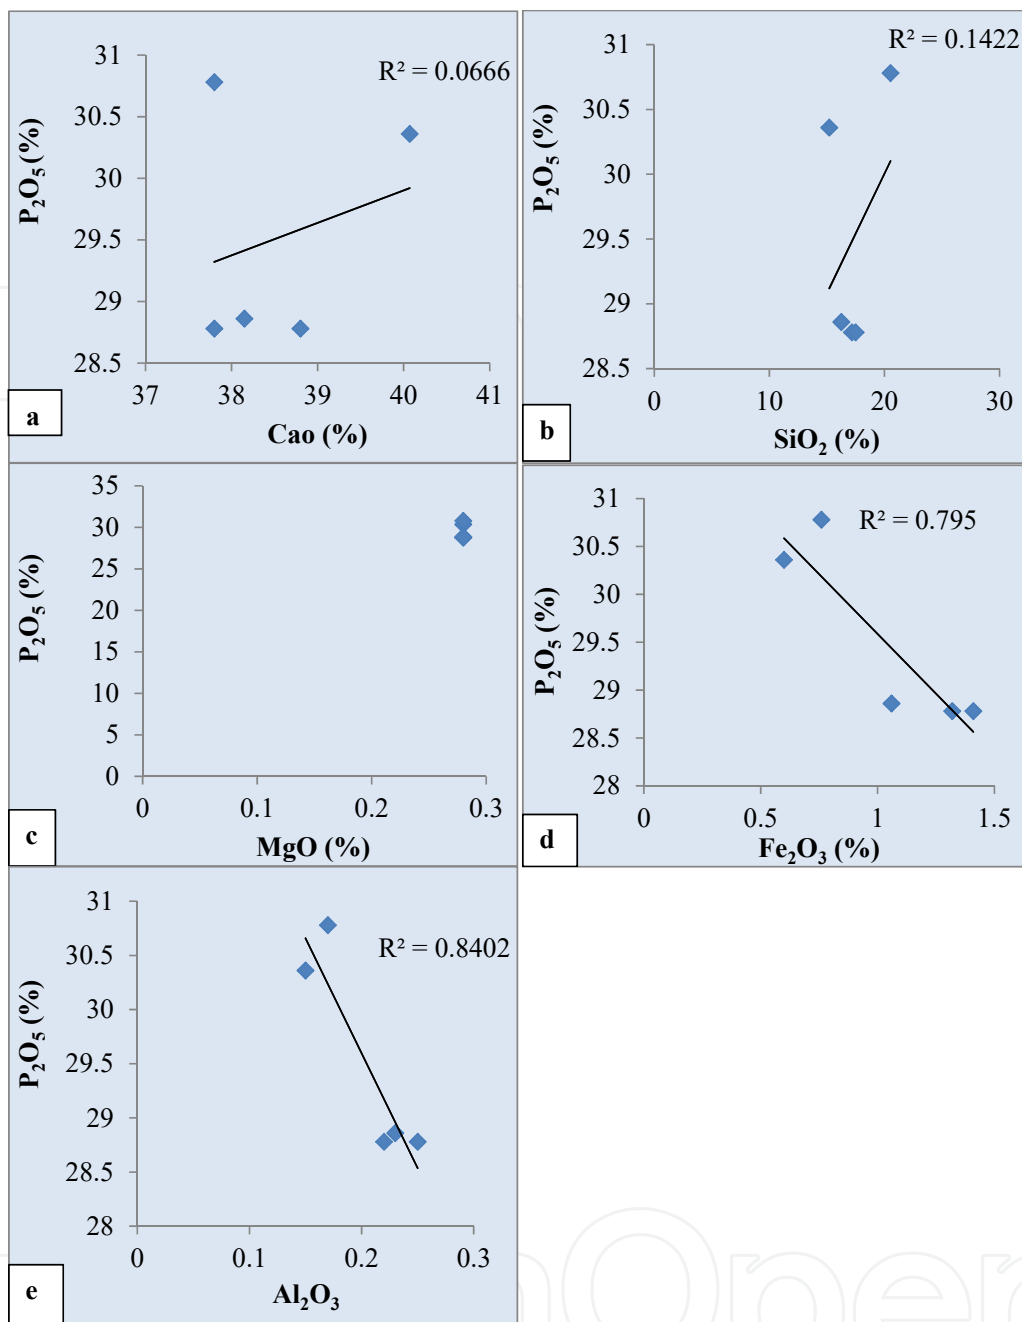 R² = 0.0666
31
30.5
30
29.5
29
28.5
P₂O₅ (%)
37 38 39 40 41
Cao (%)
a
R² = 0.1422
31
30.5
30
29.5
29
28.5
P₂O₅ (%)
0 10 20 30
SiO₂ (%)
b
35
30
25
20
15
10
5
0
P₂O₅ (%)
0 0.1 0.2 0.3
MgO (%)
c
R² = 0.795
31
30.5
30
29.5
29
28.5
28
P₂O₅ (%)
0 0.5 1 1.5
Fe₂O₃ (%)
d
R² = 0.8402
31
30.5
30
29.5
29
28.5
28
P₂O₅ (%)
0 0.1 0.2 0.3
Al₂O₃
e